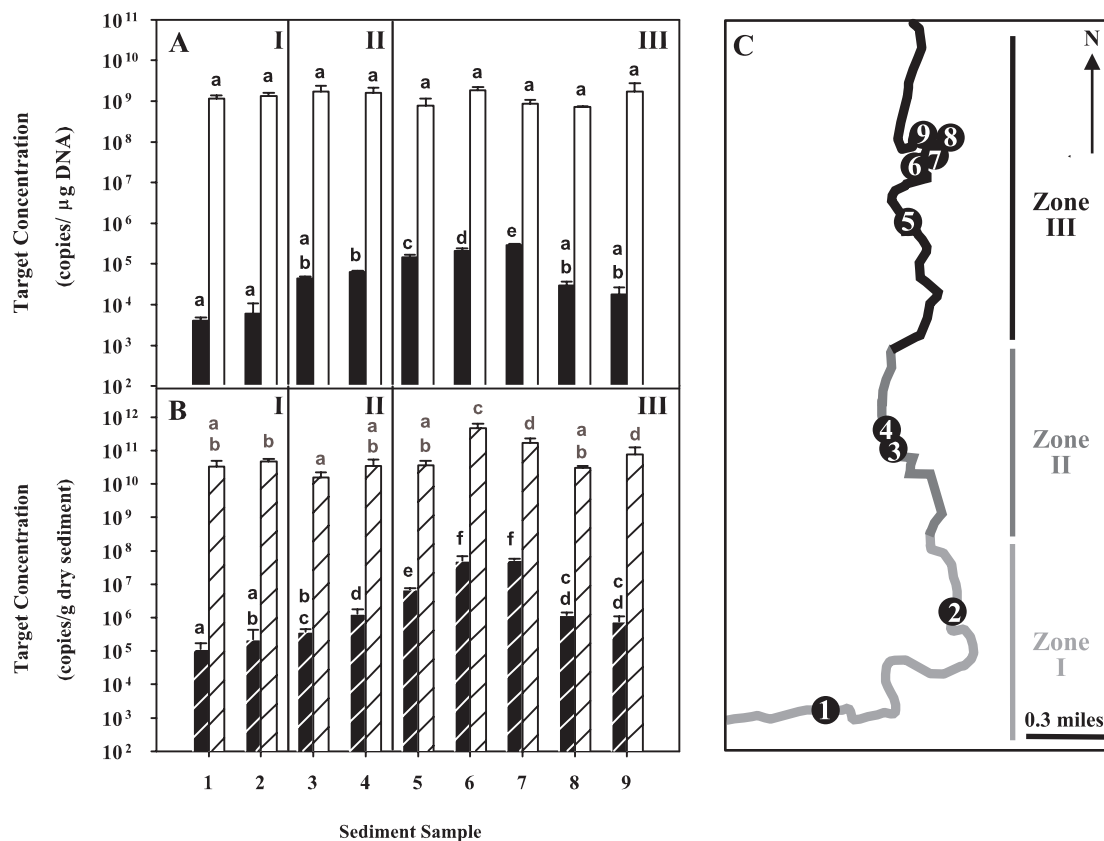 A
I
II
III
10^11
10^10
10^9
10^8
10^7
10^6
10^5
10^4
10^3
10^2
Target Concentration
(copies/ µg DNA)
a a a a a a a a a
a a a b b c d e a b a b
B
I
II
III
10^12
10^11
10^10
10^9
10^8
10^7
10^6
10^5
10^4
10^3
10^2
Target Concentration
(copies/g dry sediment)
a b b a a b a b c d a b d
a a b b c d e f f c d c d
1 2 3 4 5 6 7 8 9
Sediment Sample
C
N
9 8
6 7
5
Zone
III
4
3
Zone
II
2
Zone
I
1
0.3 miles